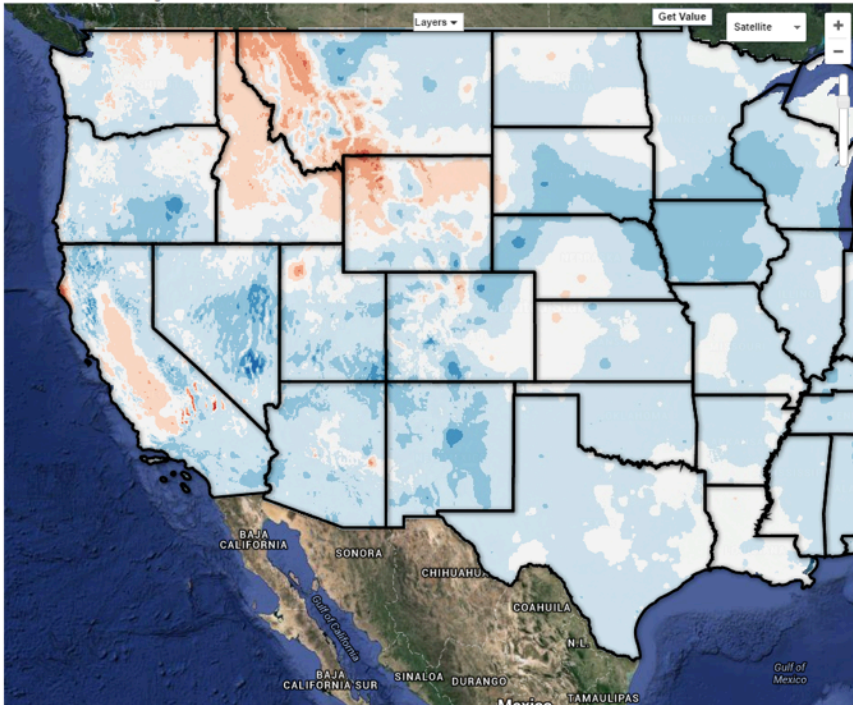 Layers
Get Value
Satellite
+
−
BAJA
CALIFORNIA
SONORA
CHIHUAHUA
COAHUILA
Gulf of California
N.L.
BAJA
CALIFORNIA SUR
SINALOA
DURANGO
Gulf of
Mexico
Mexico
TAMAULIPAS